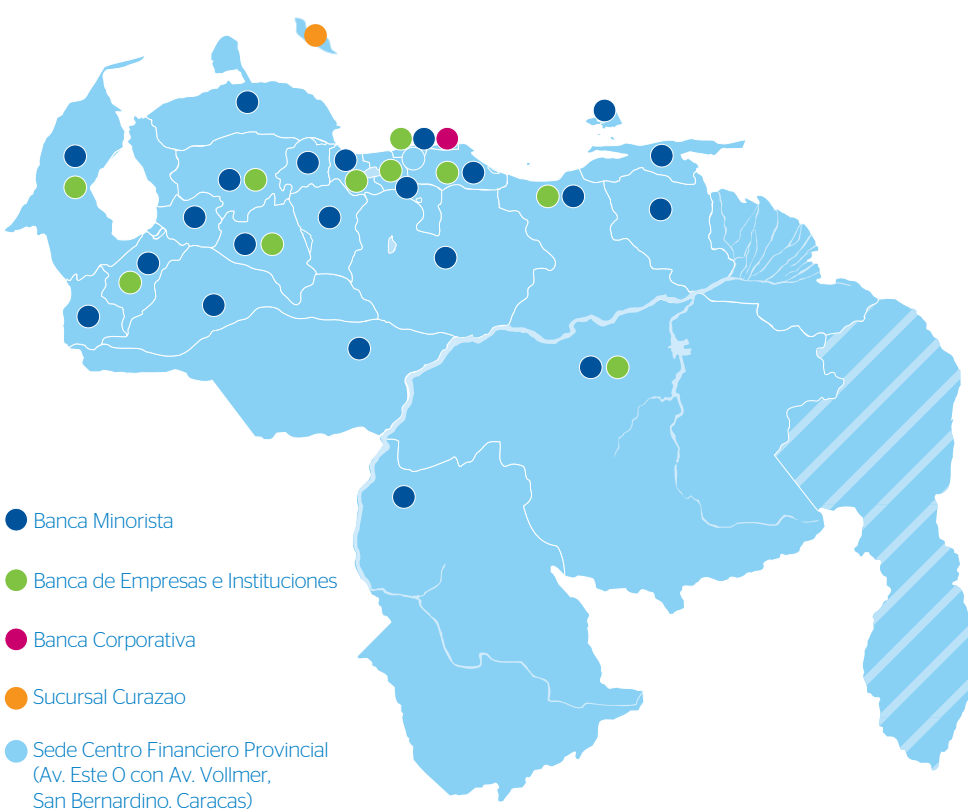 Banca Minorista
Banca de Empresas e Instituciones
Banca Corporativa
Sucursal Curazao
Sede Centro Financiero Provincial
(Av. Este 0 con Av. Vollmer,
San Bernardino. Caracas)